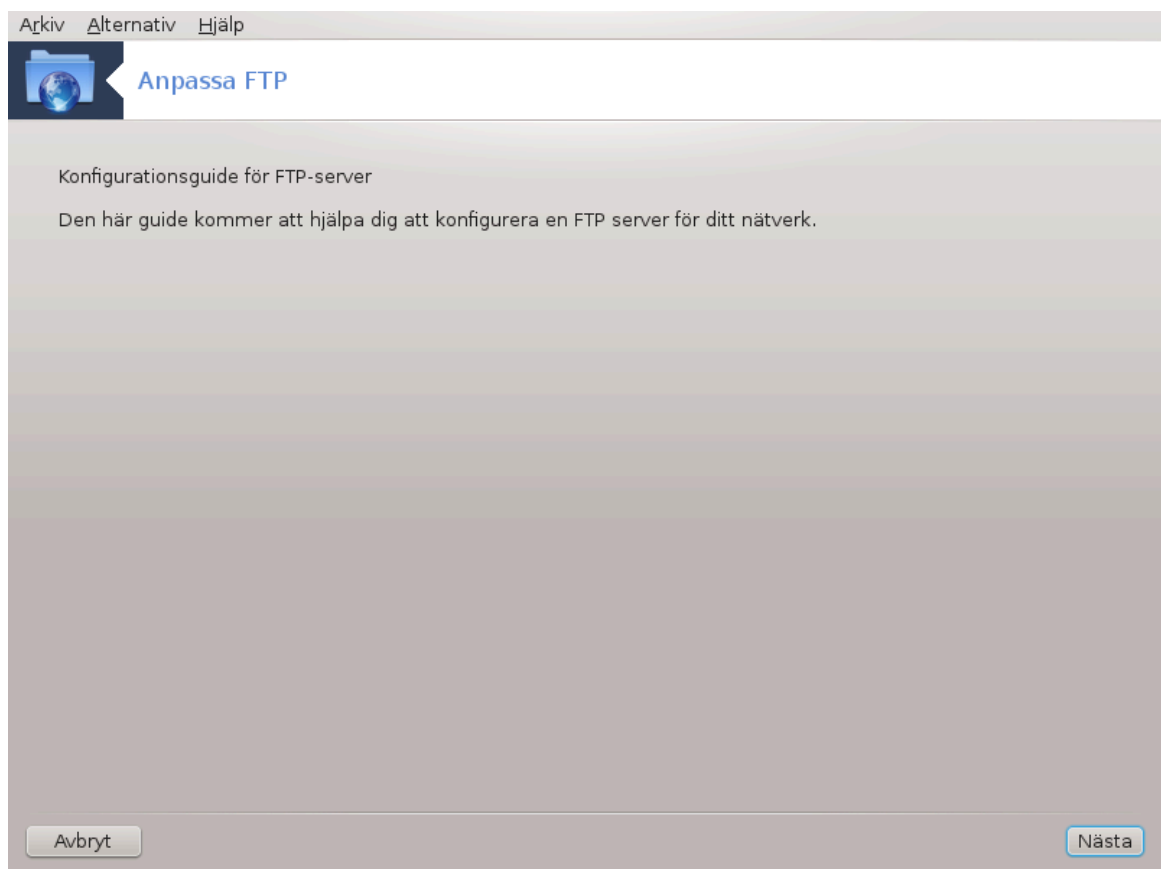 Arkiv Alternativ Hjälp
Anpassa FTP
Konfigurationsguide för FTP-server
Den här guide kommer att hjälpa dig att konfigurera en FTP server för ditt nätverk.
Avbryt Nästa